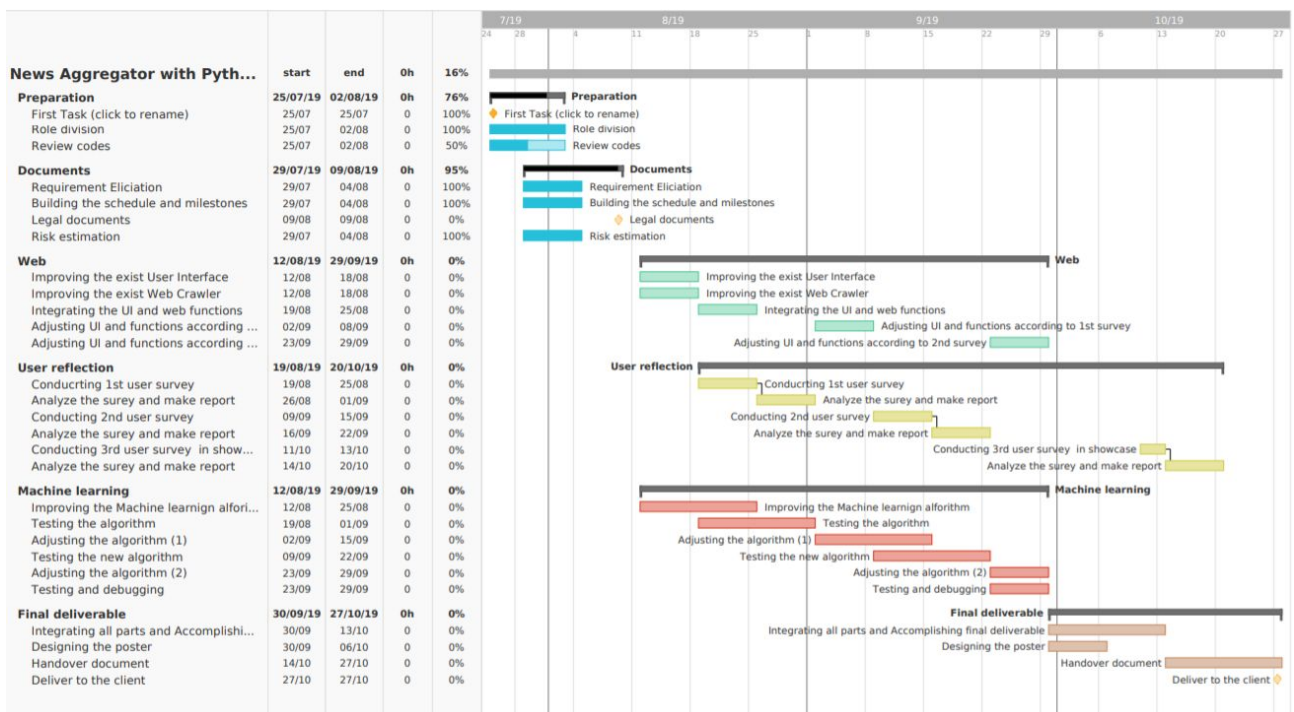 7/19 8/19 9/19 10/19
24 28 4 11 18 25 1 8 15 22 29 6 13 20 27
News Aggregator with Pyth... start end 0h 16%
Preparation 25/07/19 02/08/19 0h 76% Preparation
First Task (click to rename) 25/07 25/07 0 100% First Task (click to rename)
Role division 25/07 02/08 0 100% Role division
Review codes 25/07 02/08 0 50% Review codes
Documents 29/07/19 09/08/19 0h 95% Documents
Requirement Eliciation 29/07 04/08 0 100% Requirement Eliciation
Building the schedule and milestones 29/07 04/08 0 100% Building the schedule and milestones
Legal documents 09/08 09/08 0 0% Legal documents
Risk estimation 29/07 04/08 0 100% Risk estimation
Web 12/08/19 29/09/19 0h 0% Web
Improving the exist User Interface 12/08 18/08 0 0% Improving the exist User Interface
Improving the exist Web Crawler 12/08 18/08 0 0% Improving the exist Web Crawler
Integrating the UI and web functions 19/08 25/08 0 0% Integrating the UI and web functions
Adjusting UI and functions according ... 02/09 08/09 0 0% Adjusting UI and functions according to 1st survey
Adjusting UI and functions according ... 23/09 29/09 0 0% Adjusting UI and functions according to 2nd survey
User reflection 19/08/19 20/10/19 0h 0% User reflection
Conducrting 1st user survey 19/08 25/08 0 0% Conducrting 1st user survey
Analyze the surey and make report 26/08 01/09 0 0% Analyze the surey and make report
Conducting 2nd user survey 09/09 15/09 0 0% Conducting 2nd user survey
Analyze the surey and make report 16/09 22/09 0 0% Analyze the surey and make report
Conducting 3rd user survey in show... 11/10 13/10 0 0% Conducting 3rd user survey in showcase
Analyze the surey and make report 14/10 20/10 0 0% Analyze the surey and make report
Machine learning 12/08/19 29/09/19 0h 0% Machine learning
Improving the Machine learnign alfori... 12/08 25/08 0 0% Improving the Machine learnign alforithm
Testing the algorithm 19/08 01/09 0 0% Testing the algorithm
Adjusting the algorithm (1) 02/09 15/09 0 0% Adjusting the algorithm (1)
Testing the new algorithm 09/09 22/09 0 0% Testing the new algorithm
Adjusting the algorithm (2) 23/09 29/09 0 0% Adjusting the algorithm (2)
Testing and debugging 23/09 29/09 0 0% Testing and debugging
Final deliverable 30/09/19 27/10/19 0h 0% Final deliverable
Integrating all parts and Accomplishi... 30/09 13/10 0 0% Integrating all parts and Accomplishing final deliverable
Designing the poster 30/09 06/10 0 0% Designing the poster
Handover document 14/10 27/10 0 0% Handover document
Deliver to the client 27/10 27/10 0 0% Deliver to the client